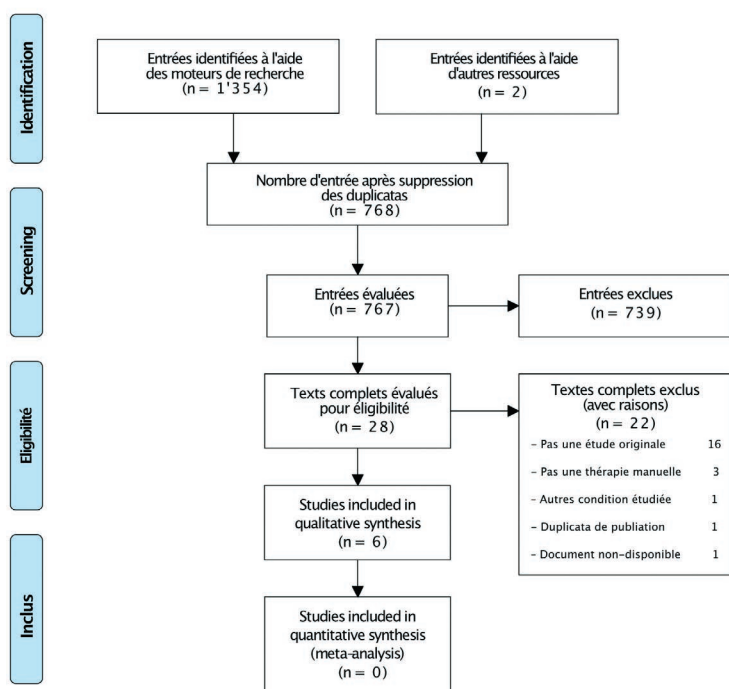 Identification
Entrées identifiées à l'aide
des moteurs de recherche
(n = 1'354)
Entrées identifiées à l'aide
d'autres ressources
(n = 2)
Nombre d'entrée après suppression
des duplicatas
(n = 768)
Screening
Entrées évaluées
(n = 767)
Entrées exclues
(n = 739)
Eligibilité
Texts complets évalués
pour éligibilité
(n = 28)
Textes complets exclus
(avec raisons)
(n = 22)
- Pas une étude originale 16
- Pas une thérapie manuelle 3
- Autres condition étudiée 1
- Duplicata de publiation 1
- Document non-disponible 1
Studies included in
qualitative synthesis
(n = 6)
Inclus
Studies included in
quantitative synthesis
(meta-analysis)
(n = 0)